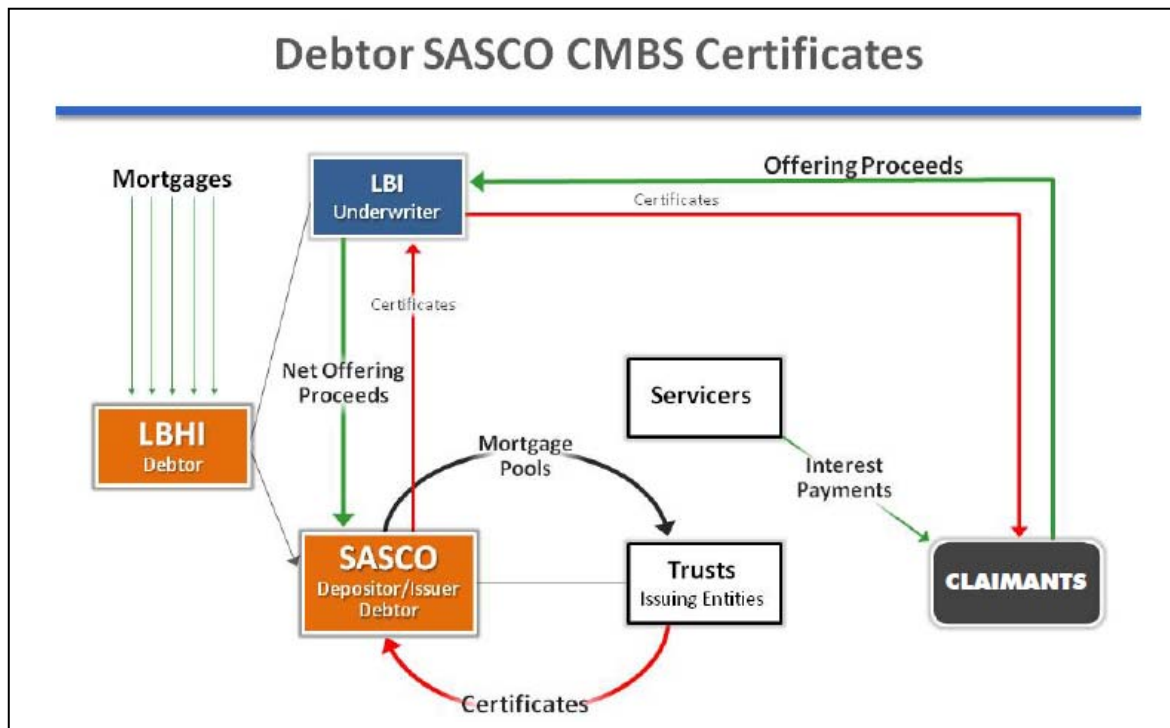 Debtor SASCO CMBS Certificates
Mortgages
LBI
Underwriter
Offering Proceeds
Certificates
Certificates
Net Offering
Proceeds
Servicers
LBHI
Debtor
Mortgage
Pools
Interest
Payments
SASCO
Depositor/Issuer
Debtor
Trusts
Issuing Entities
CLAIMANTS
Certificates